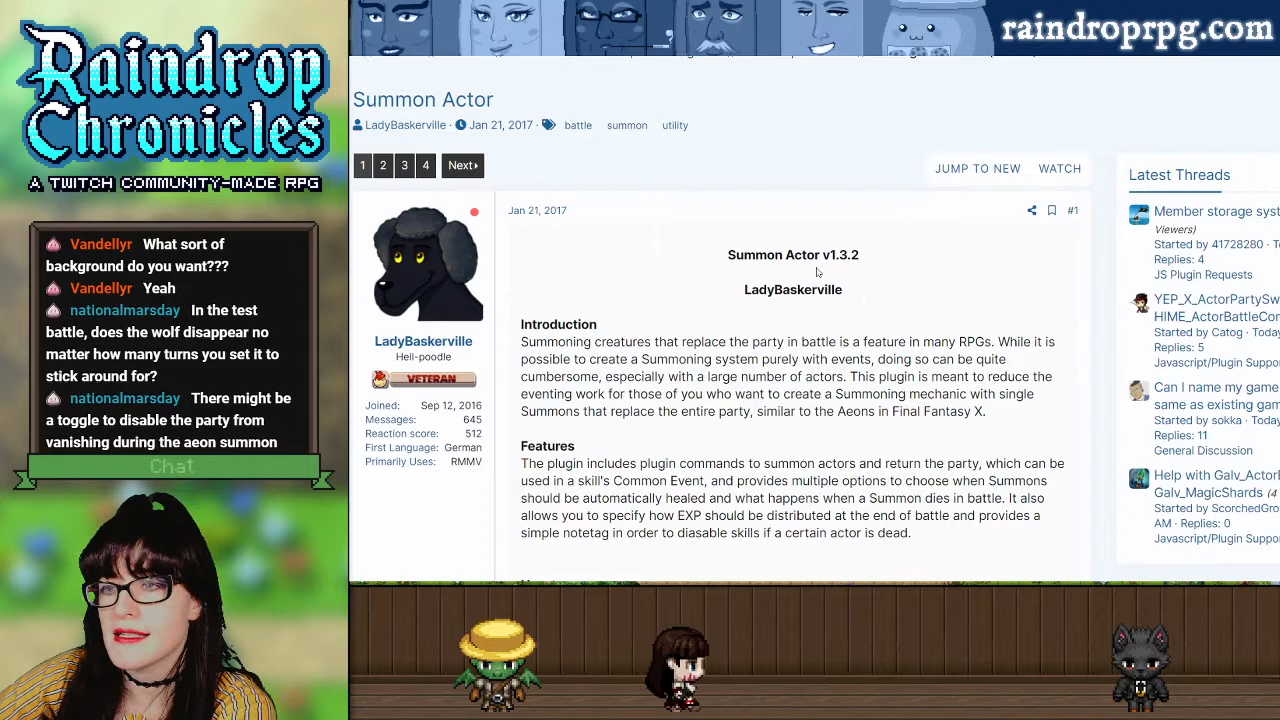 Raindrop
Chronicles
A TWITCH COMMUNITY-MADE RPG
Vandellyr What sort of
background do you want???
Vandellyr Yeah
nationalmarsday In the test
battle, does the wolf disappear no
matter how many turns you set it to
stick around for?
nationalmarsday There might be
a toggle to disable the party from
vanishing during the aeon summon
Chat
raindroprpg.com
Summon Actor
LadyBaskerville · Jan 21, 2017 · battle summon utility
1 2 3 4 Next
JUMP TO NEW WATCH
Jan 21, 2017 #1
LadyBaskerville
Hell-poodle
VETERAN
Joined: Sep 12, 2016
Messages: 645
Reaction score: 512
First Language: German
Primarily Uses: RMMV
Summon Actor v1.3.2
LadyBaskerville
Introduction
Summoning creatures that replace the party in battle is a feature in many RPGs. While it is
possible to create a Summoning system purely with events, doing so can be quite
cumbersome, especially with a large number of actors. This plugin is meant to reduce the
eventing work for those of you who want to create a Summoning mechanic with single
Summons that replace the entire party, similar to the Aeons in Final Fantasy X.
Features
The plugin includes plugin commands to summon actors and return the party, which can be
used in a skill's Common Event, and provides multiple options to choose when Summons
should be automatically healed and what happens when a Summon dies in battle. It also
allows you to specify how EXP should be distributed at the end of battle and provides a
simple notetag in order to diasable skills if a certain actor is dead.
Latest Threads
Member storage syst
Viewers)
Started by 41728280 · To
Replies: 4
JS Plugin Requests
YEP_X_ActorPartySw
HIME_ActorBattleCor
Started by Catog · Today
Replies: 5
Javascript/Plugin Suppor
Can I name my game
same as existing gam
Started by sokka · Today
Replies: 11
General Discussion
Help with Galv_ActorE
Galv_MagicShards (4
Started by ScorchedGro
AM · Replies: 0
Javascript/Plugin Suppor